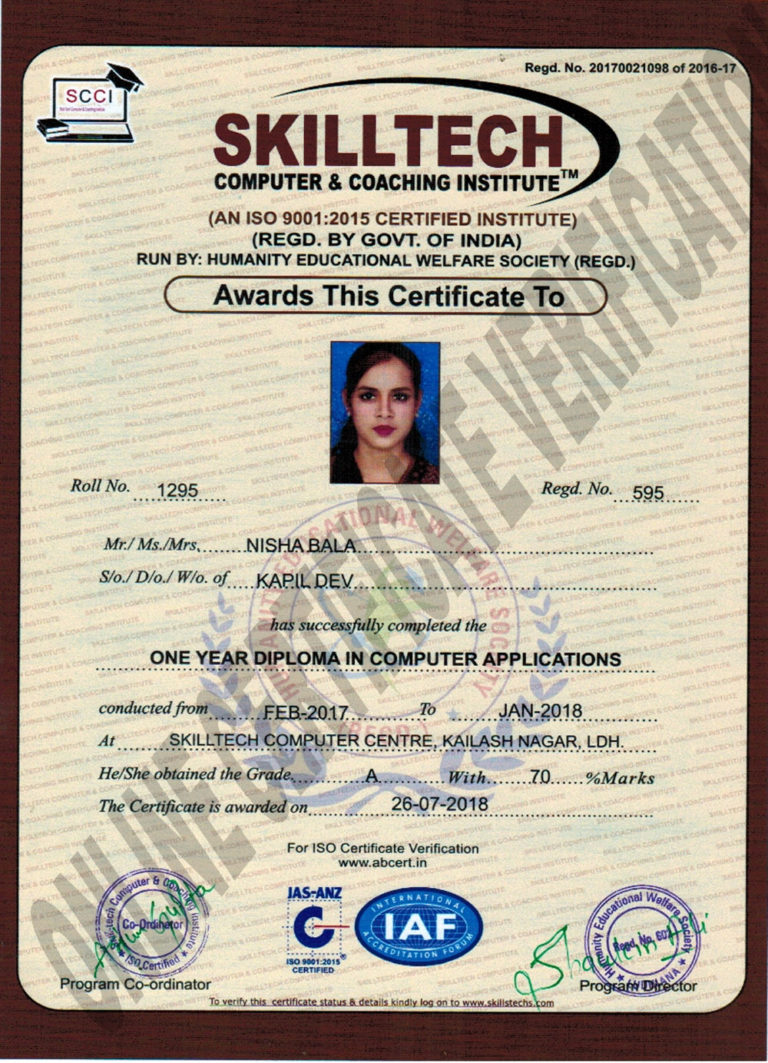 Regd. No. 20170021098 of 2016-17
SCCI
SKILLTECH
COMPUTER & COACHING INSTITUTE™
(AN ISO 9001:2015 CERTIFIED INSTITUTE)
(REGD. BY GOVT. OF INDIA)
RUN BY: HUMANITY EDUCATIONAL WELFARE SOCIETY (REGD.)
Awards This Certificate To
Roll No. 1295 Regd. No. 595
Mr./ Ms./Mrs. NISHA BALA
S/o./ D/o./ W/o. of KAPIL DEV
has successfully completed the
ONE YEAR DIPLOMA IN COMPUTER APPLICATIONS
conducted from FEB-2017 To JAN-2018
At SKILLTECH COMPUTER CENTRE, KAILASH NAGAR, LDH.
He/She obtained the Grade A With 70 %Marks
The Certificate is awarded on 26-07-2018
For ISO Certificate Verification
www.abcert.in
JAS-ANZ
ISO 9001:2015
CERTIFIED
INTERNATIONAL
IAF
ACCREDITATION FORUM
Co-Ordinator
ISO Certified
Humanity Educational Welfare Society
LUDHIANA
Program Co-ordinator Program Director
To verify this certificate status & details kindly log on to www.skillstechs.com
ONLINE CERTIFICATE VERIFICATION
HUMANITY EDUCATIONAL WELFARE SOCIETY